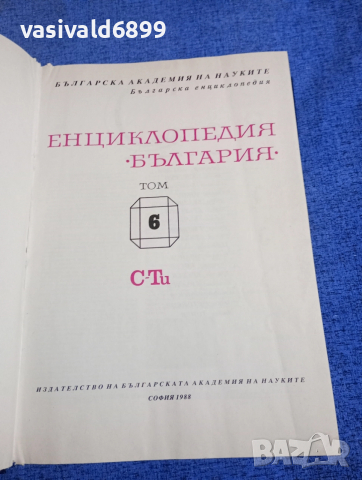 vasivald6899
БЪЛГАРСКА АКАДЕМИЯ НА НАУКИТЕ
Българска енциклопедия
ЕНЦИКЛОПЕДИЯ
·БЪЛГАРИЯ·
ТОМ
6
С-Ти
ИЗДАТЕЛСТВО НА БЪЛГАРСКАТА АКАДЕМИЯ НА НАУКИТЕ
СОФИЯ 1988
BAZAR